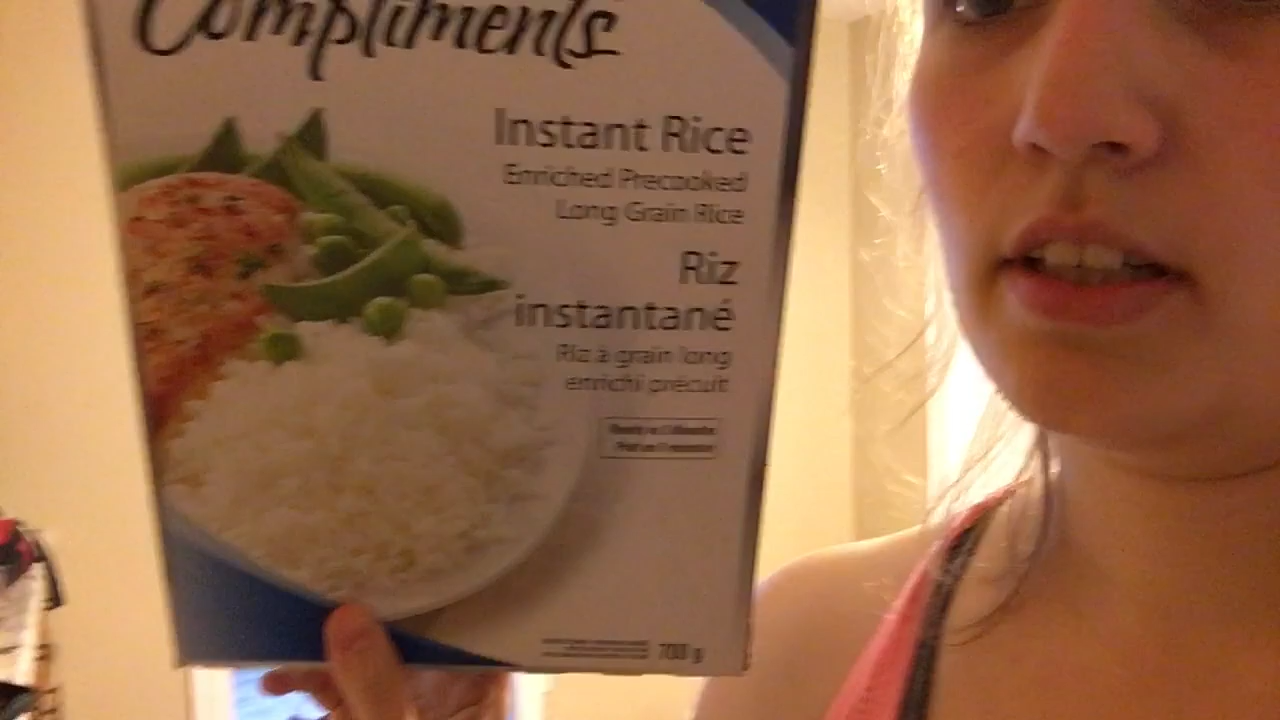 Compliments
Instant Rice
Enriched Precooked
Long Grain Rice
Riz
instantané
Riz à grain long
enrichi précuit
700 g